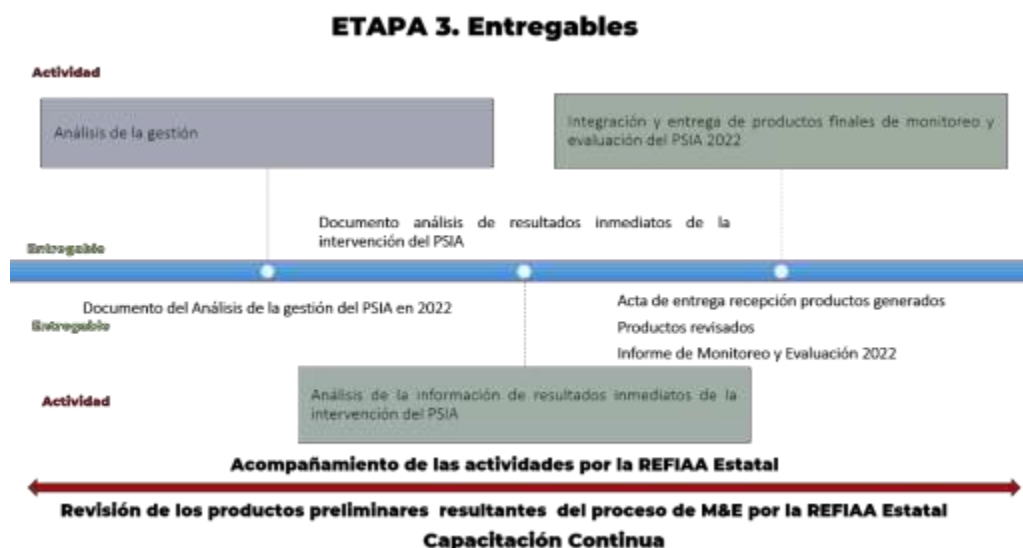 ETAPA 3. Entregables
Actividad
Análisis de la gestión
Integración y entrega de productos finales de monitoreo y
evaluación del PSIA 2022
Documento análisis de resultados inmediatos de la
intervención del PSIA
Entregable
Documento del Análisis de la gestión del PSIA en 2022
Entregable
Acta de entrega recepción productos generados
Productos revisados
Informe de Monitoreo y Evaluación 2022
Actividad
Análisis de la información de resultados inmediatos de la
intervención del PSIA
Acompañamiento de las actividades por la REFIAA Estatal
Revisión de los productos preliminares resultantes del proceso de M&E por la REFIAA Estatal
Capacitación Continua